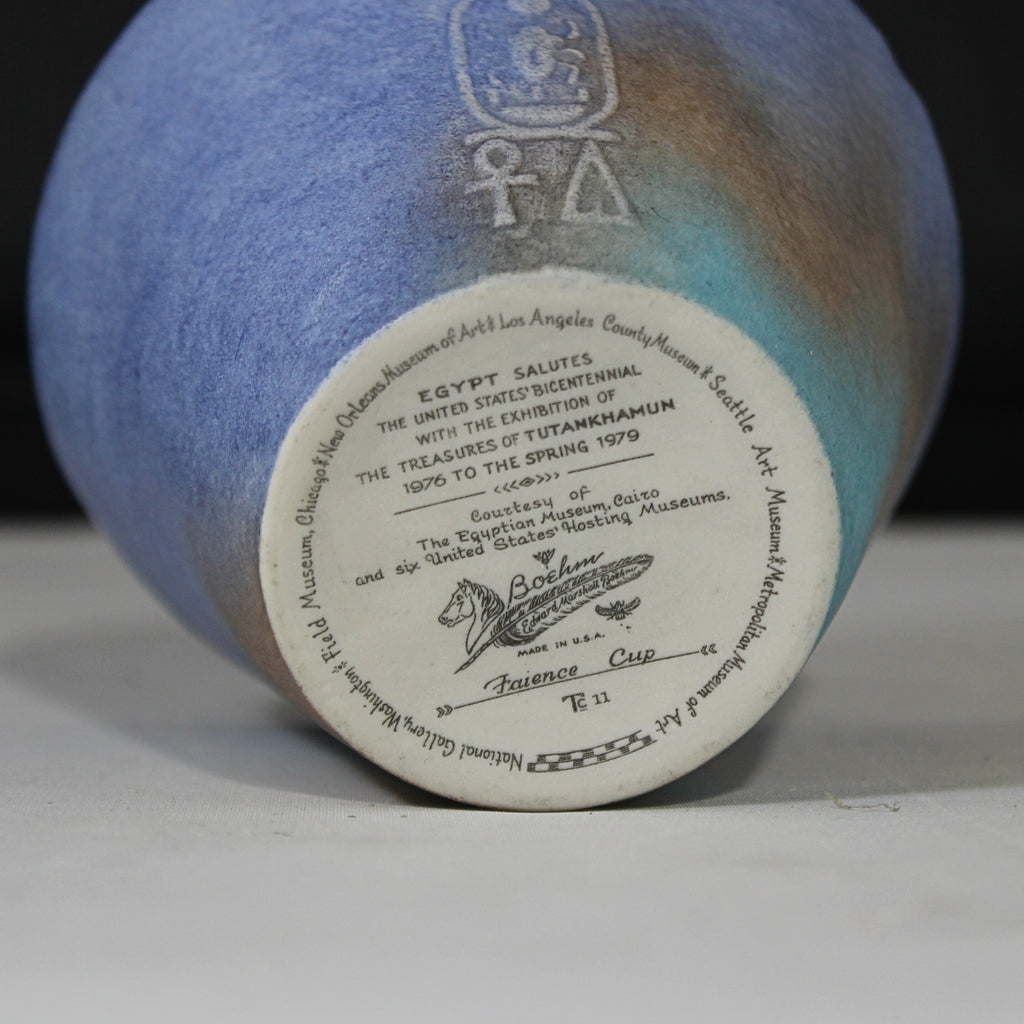 National Gallery, Washington * Field Museum, Chicago * New Orleans Museum of Art * Los Angeles County Museum * Seattle Art Museum * Metropolitan Museum of Art
EGYPT SALUTES
THE UNITED STATES' BICENTENNIAL
WITH THE EXHIBITION OF
THE TREASURES OF TUTANKHAMUN
1976 TO THE SPRING 1979
Courtesy of
The Egyptian Museum, Cairo
and six United States' Hosting Museums.
Boehm
Edward Marshall Boehm
MADE IN U.S.A.
Faience Cup
Tc 11